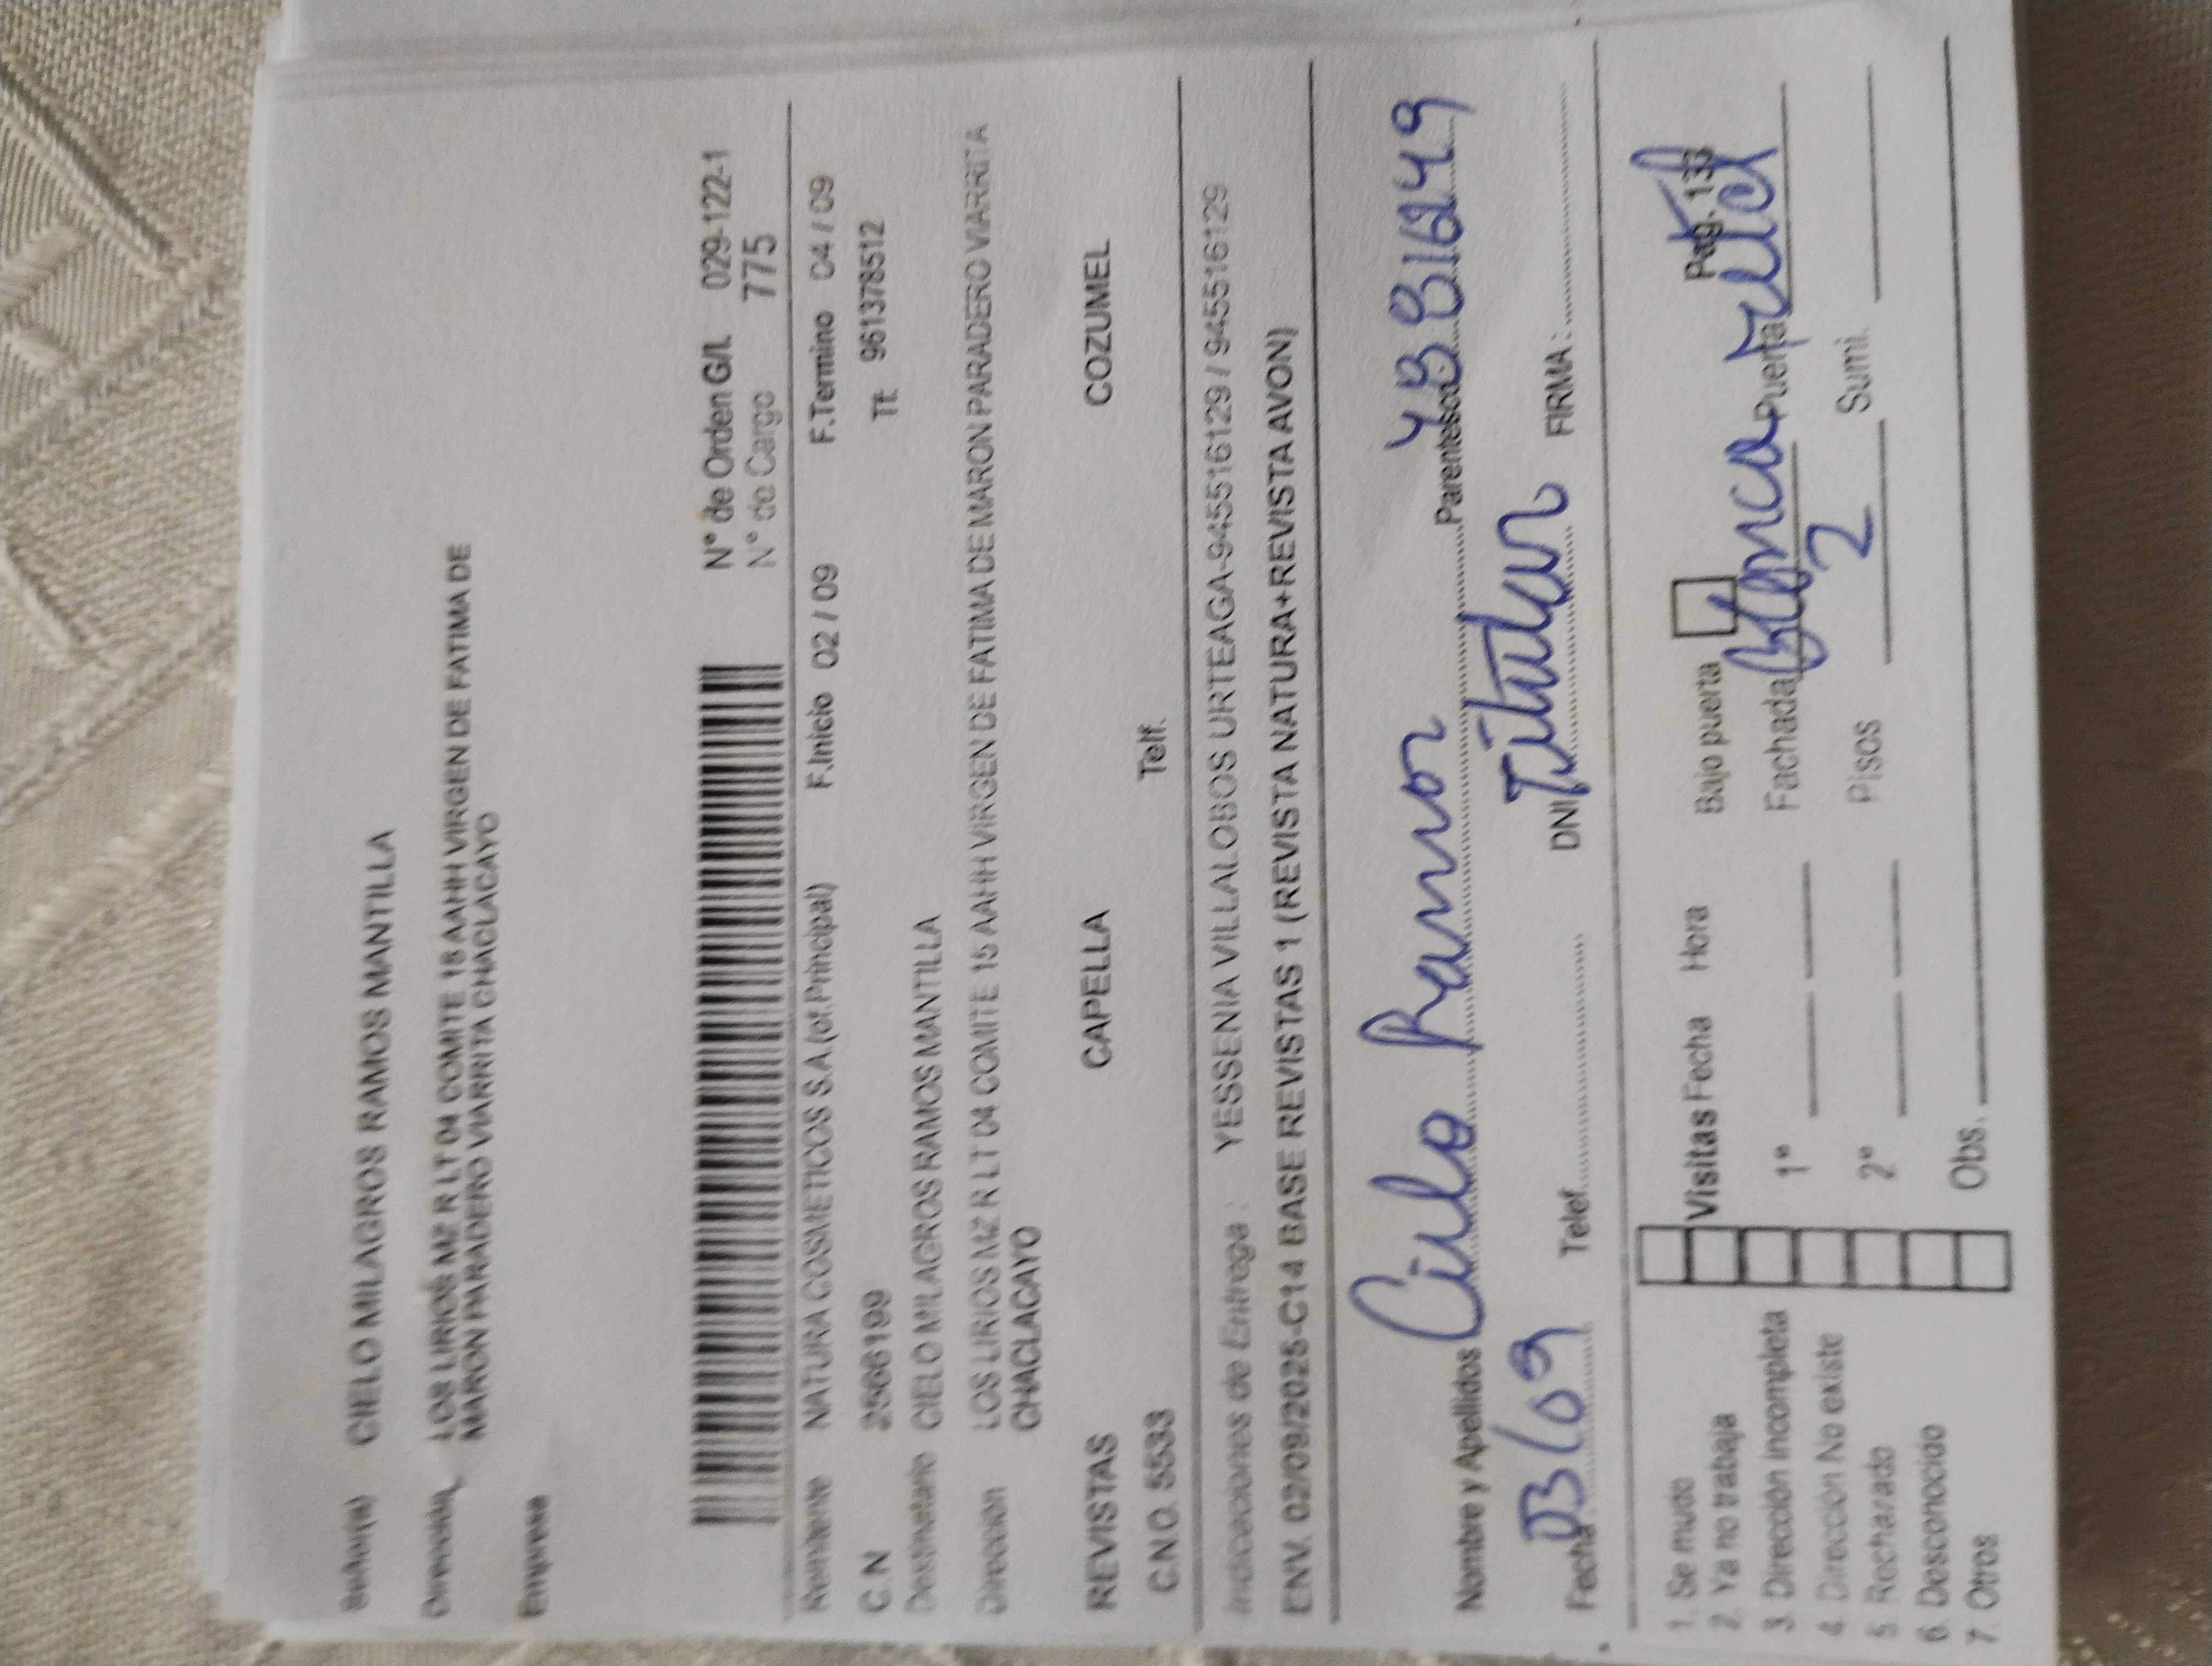 Señor(a) CIELO MILAGROS RAMOS MANTILLA
Dirección LOS LIRIOS MZ R LT 04 COMITE 15 AAHH VIRGEN DE FATIMA DE
MARON PARADERO VIARRITA CHACLACAYO
Empresa
N° de Orden G/L 029-122-1
N° de Cargo 775
Remitente NATURA COSMETICOS S.A.(of.Principal) F.Inicio 02 / 09 F.Termino 04 / 09
C.N Tf. 961378512
Destinatario CIELO MILAGROS RAMOS MANTILLA
Direccion LOS LIRIOS MZ R LT 04 COMITE 15 AAHH VIRGEN DE FATIMA DE MARON PARADERO VIARRITA
CHACLACAYO
REVISTAS CAPELLA COZUMEL
C.N.O. 5533 Telf.
Indicaciones de Entrega : YESSENIA VILLALOBOS URTEAGA-945516129 / 945516129
ENV. 02/09/2025-C14 BASE REVISTAS 1 (REVISTA NATURA+REVISTA AVON)
Nombre y Apellidos Cielo Ramos Parentesco
Fecha 03/09 Telef. DNI Titular FIRMA:
Pag. 133
1. Se mudo Visitas Fecha Hora Bajo puerta
2. Ya no trabaja
3. Dirección incompleta 1° Fachada Blanca Puerta
4. Dirección No existe
5. Rechazado 2° Pisos 2 Sumi.
6. Desconocido
7. Otros Obs.